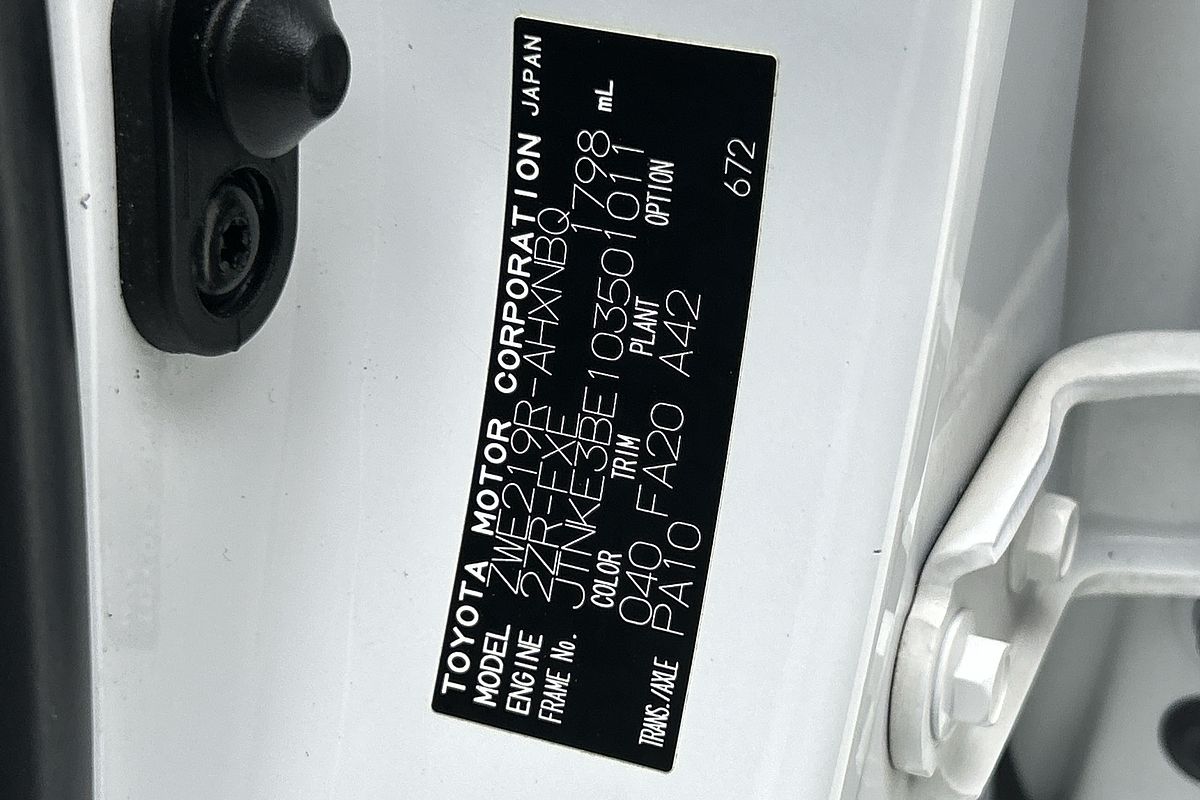 TOYOTA MOTOR CORPORATION JAPAN
MODEL ZWE219R-AHXNBQ
ENGINE 2ZR-FXE 1798 mL
FRAME No. JTNKE3BE103501011
COLOR TRIM PLANT OPTION
040 FA20 A42
TRANS./AXLE PA10
672